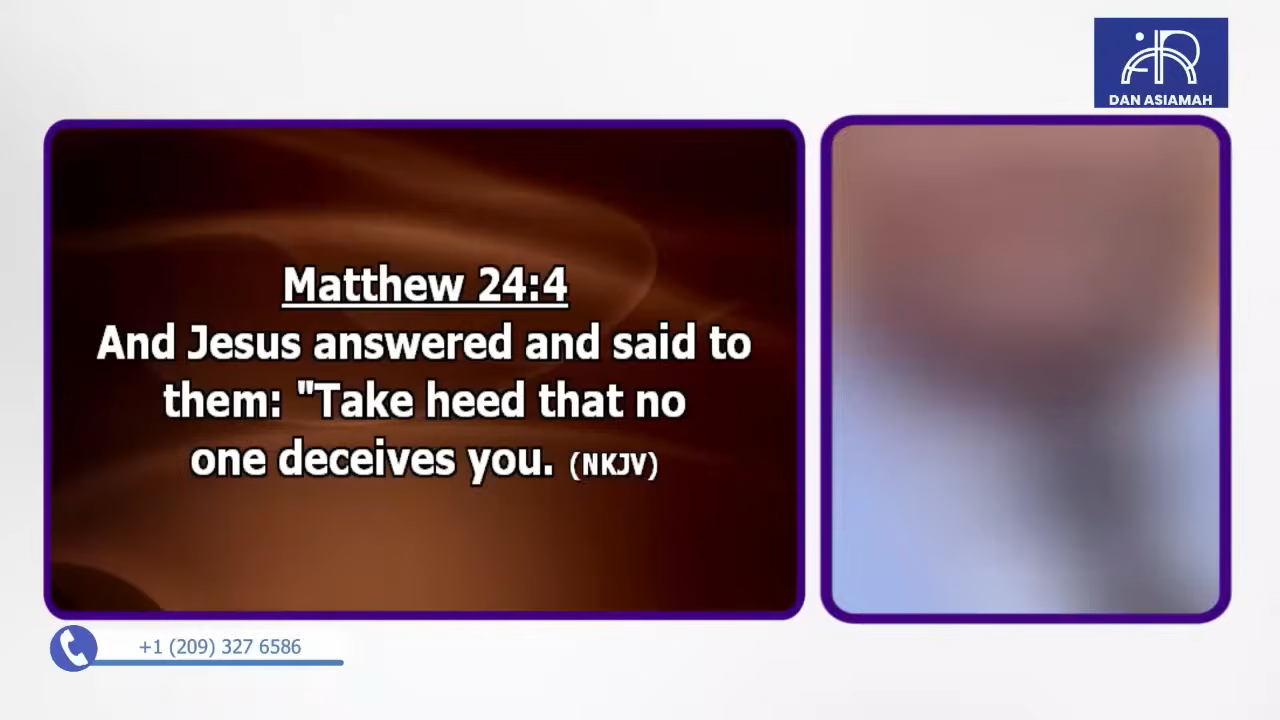 DAN ASIAMAH
Matthew 24:4
And Jesus answered and said to
them: "Take heed that no
one deceives you. (NKJV)
+1 (209) 327 6586